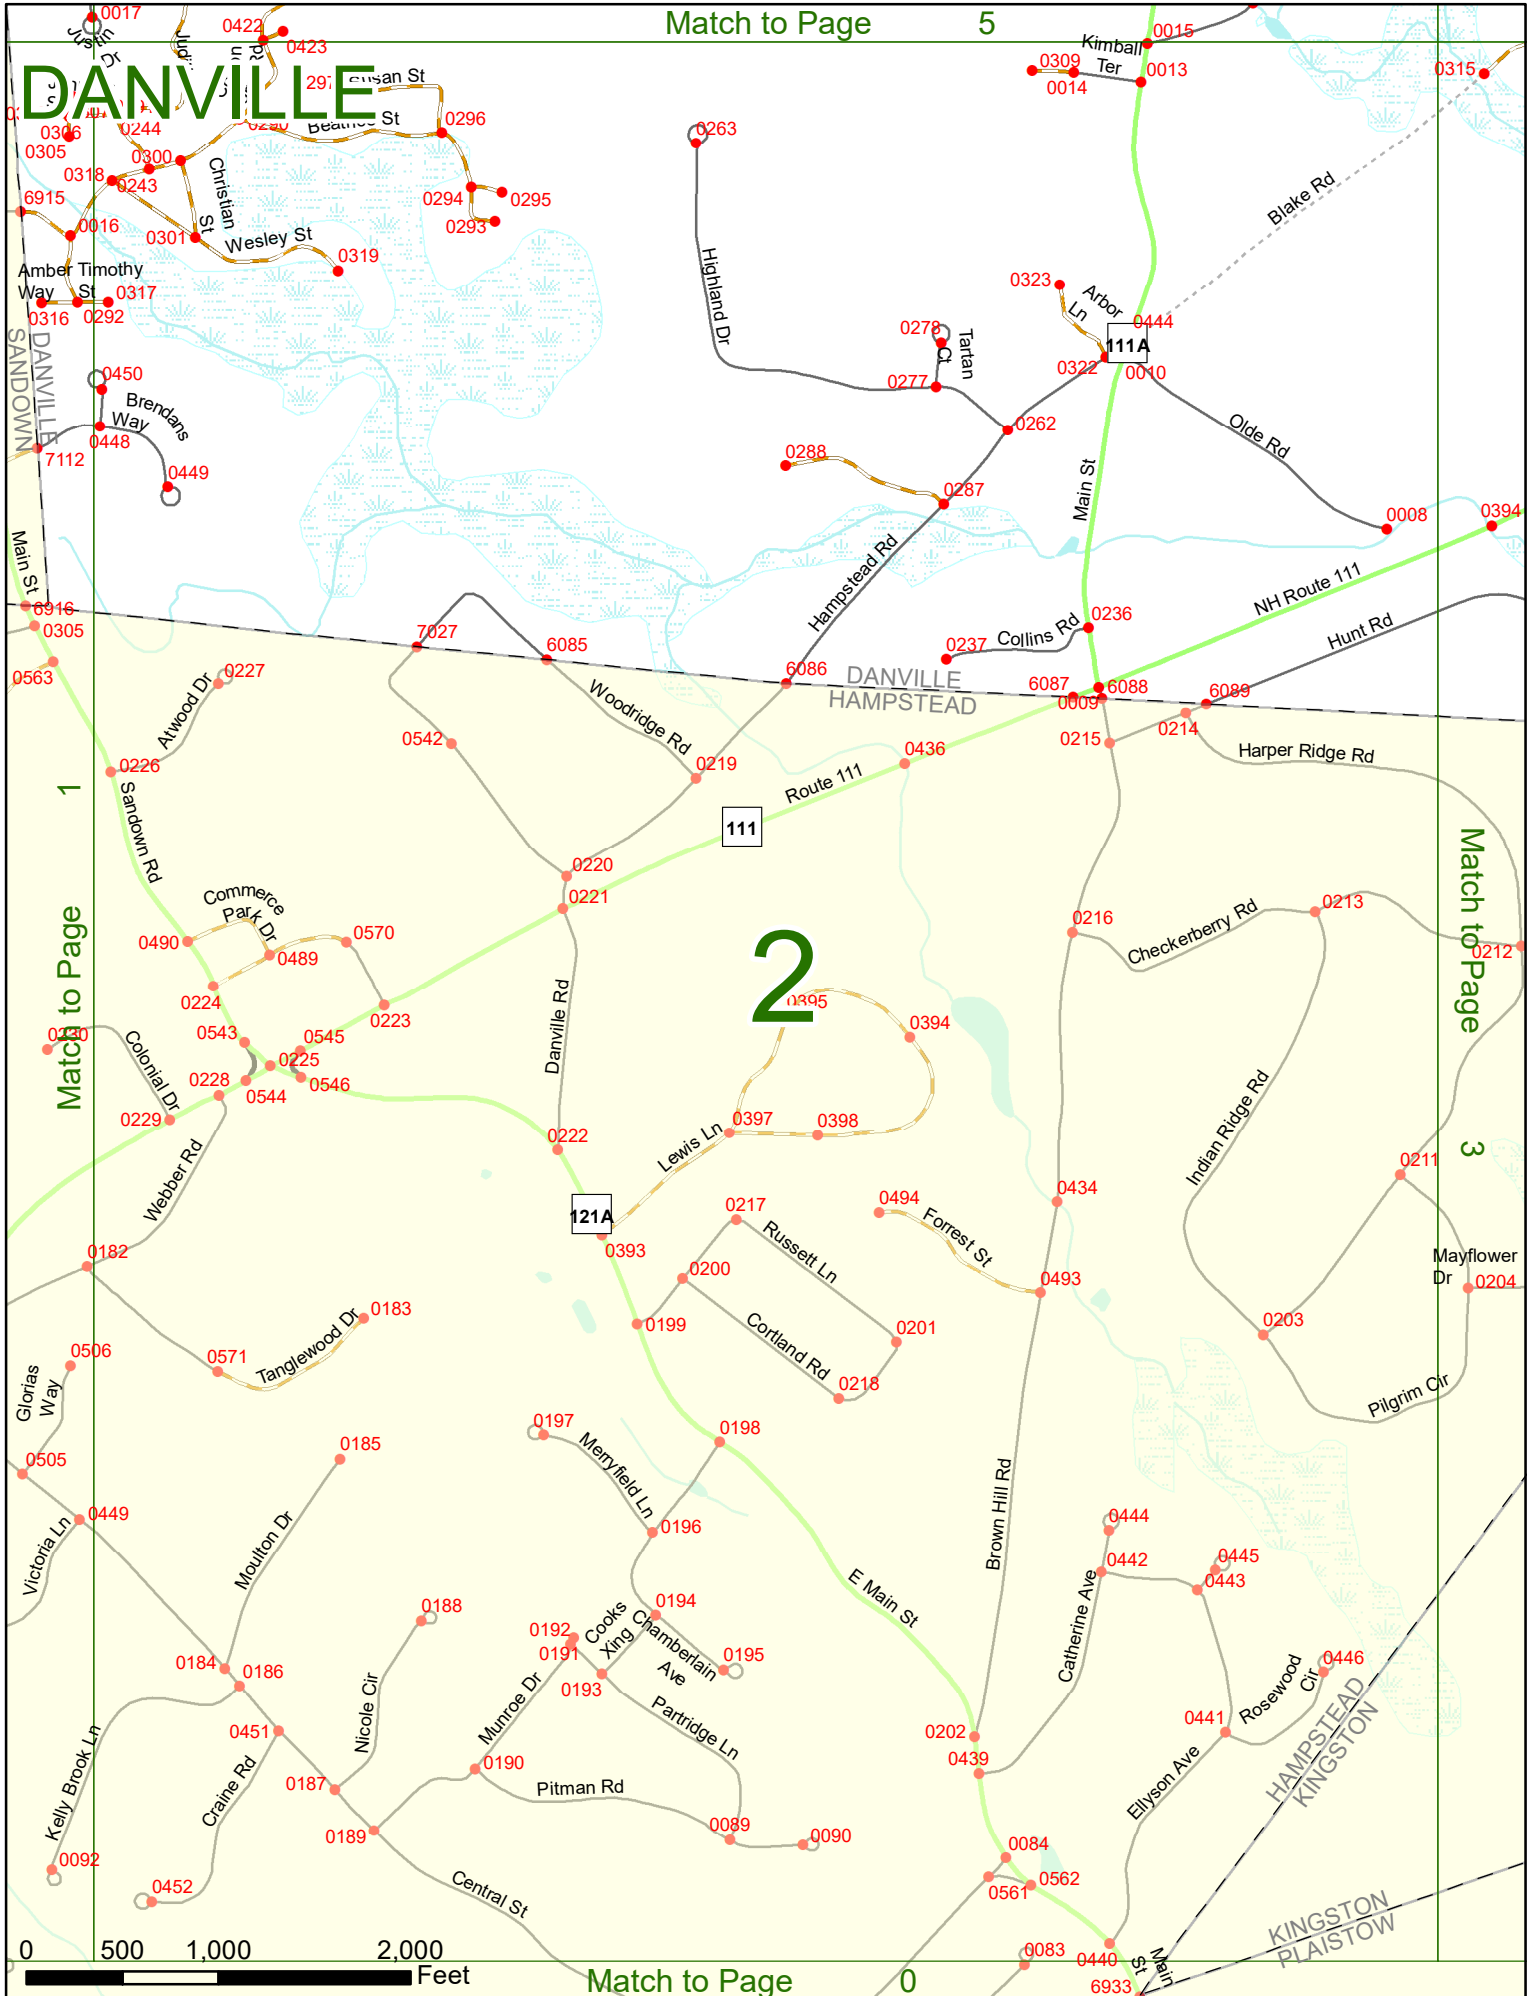 Match to Page 5
DANVILLE
0017
Justin
Dr
0422
0423
Susan St
0296
Beatrice St
0290
0306
0305
0244
0300
0318
0243
6915
0016
0301
Christian
St
Wesley St
0319
0294
0295
0293
Amber
Way
Timothy
St
0317
0316
0292
SANDOWN
DANVILLE
0450
Brendans
Way
0448
7112
0449
0263
Highland Dr
0278
Tartan
Ct
0277
0262
0288
0287
Hampstead Rd
Kimball
Ter
0015
0309
0014
0013
0315
Blake Rd
0323
Arbor
Ln
0444
111A
0322
0010
Olde Rd
Main St
0008
0394
NH Route 111
Hunt Rd
0236
0237
Collins Rd
6086
DANVILLE
HAMPSTEAD
6087
6088
0009
6089
0214
0215
Harper Ridge Rd
Main St
6916
0305
0563
0227
Atwood Dr
0226
Sandown Rd
7027
6085
Woodridge Rd
0542
0219
0436
Route 111
111
0220
0221
1
Match to Page
Commerce
Park Dr
0490
0489
0570
0224
0223
0230
Colonial Dr
0543
0545
0225
0228
0544
0546
0229
Webber Rd
Danville Rd
0222
2
0395
0394
0397
0398
Lewis Ln
121A
0393
0216
Checkerberry Rd
0213
0212
Match to Page
3
Indian Ridge Rd
0211
0434
0217
Russett Ln
0494
Forrest St
0493
0200
0199
Cortland Rd
0201
0218
Mayflower
Dr
0204
0203
Pilgrim Cir
0182
0183
Tanglewood Dr
0571
0506
Glorias
Way
0505
0449
Victoria Ln
0185
Moulton Dr
0197
Merryfield Ln
0198
0196
E Main St
Brown Hill Rd
0444
0442
0445
0443
Catherine Ave
0184
0186
0188
Nicole Cir
0192
0191
Cooks
Xing
0194
Chamberlain
Ave
0195
0193
Munroe Dr
Partridge Ln
0446
Rosewood
Cir
0441
HAMPSTEAD
KINGSTON
0202
0439
Ellyson Ave
Kelly Brook Ln
0451
Craine Rd
0187
0190
Pitman Rd
0189
0089
0090
0092
0452
Central St
0084
0562
0561
0083
0440
Main
St
6933
KINGSTON
PLAISTOW
0 500 1,000 2,000
Feet
Match to Page 0